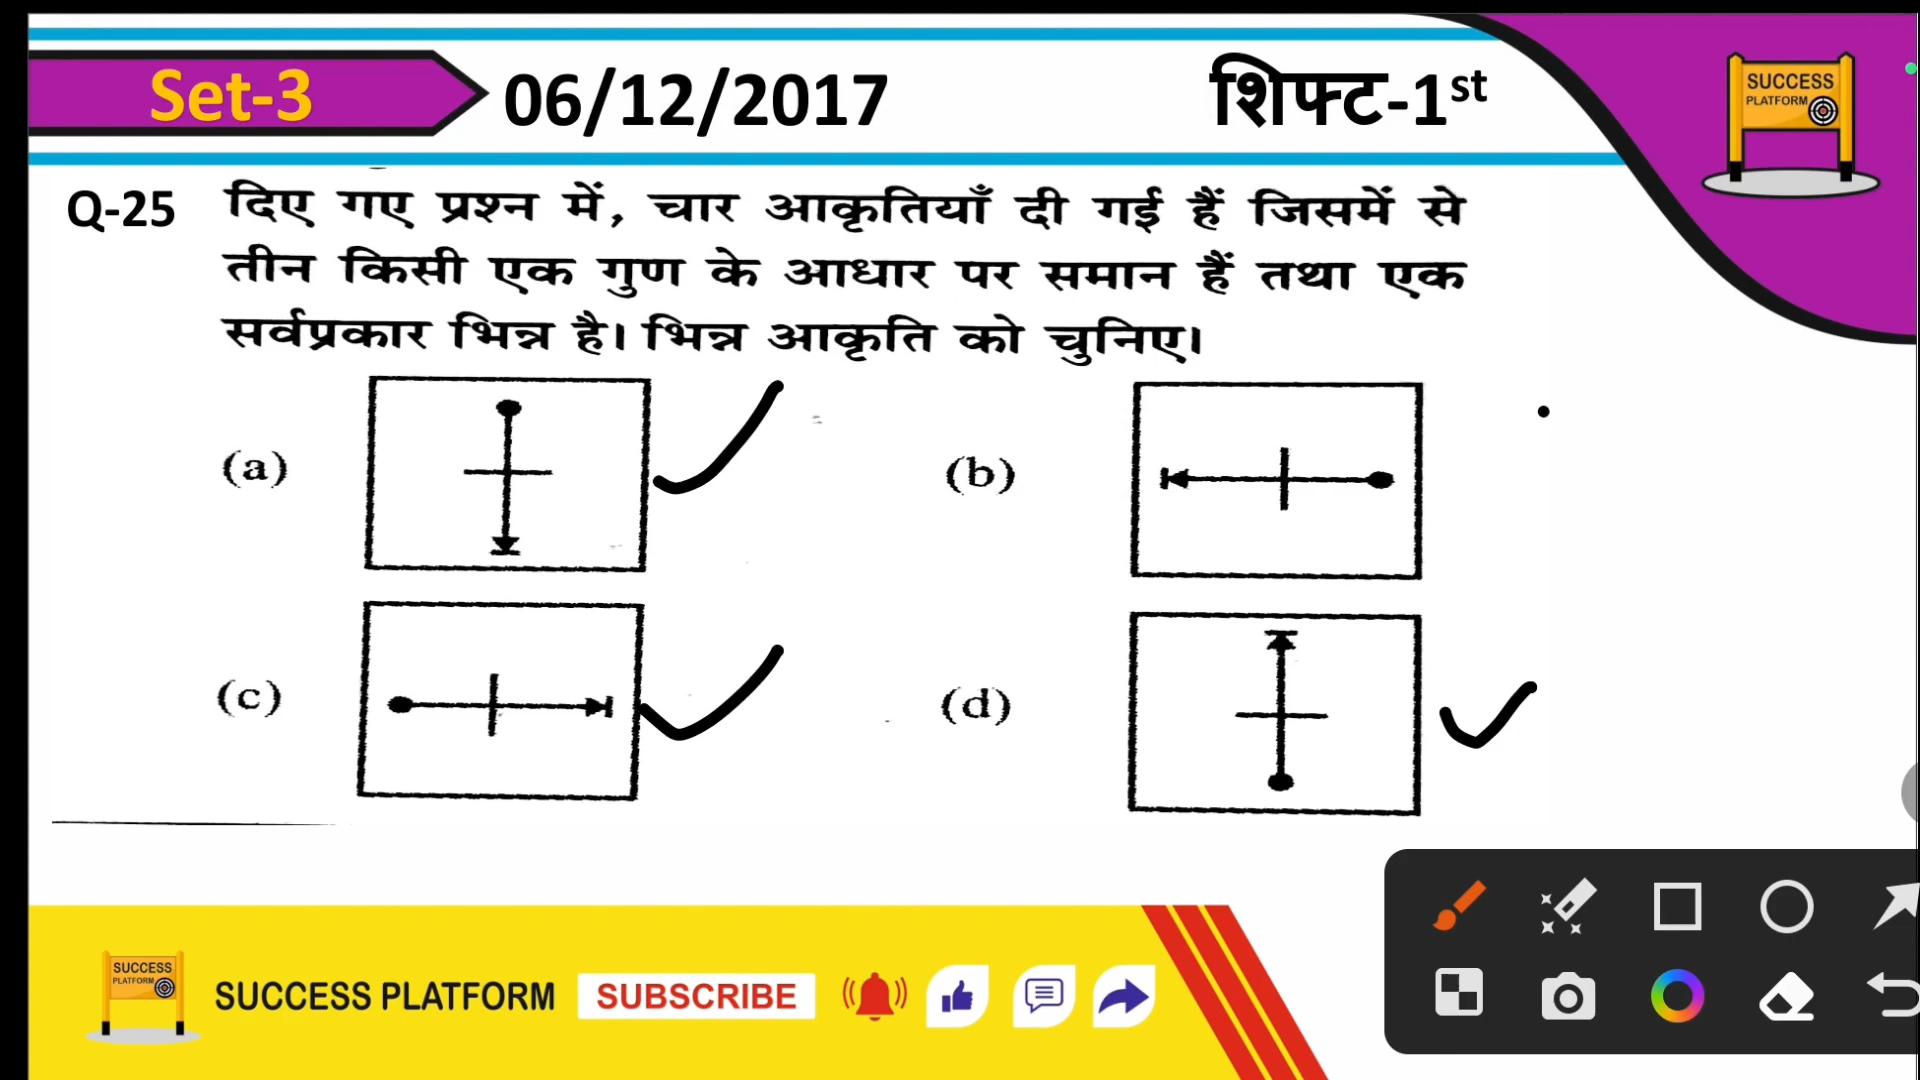 Set-3
06/12/2017
शिफ्ट-1st
SUCCESS
PLATFORM
Q-25 दिए गए प्रश्न में, चार आकृतियाँ दी गई हैं जिसमें से
तीन किसी एक गुण के आधार पर समान हैं तथा एक
सर्वप्रकार भिन्न है। भिन्न आकृति को चुनिए।
(a)
(b)
(c)
(d)
SUCCESS
PLATFORM
SUCCESS PLATFORM
SUBSCRIBE